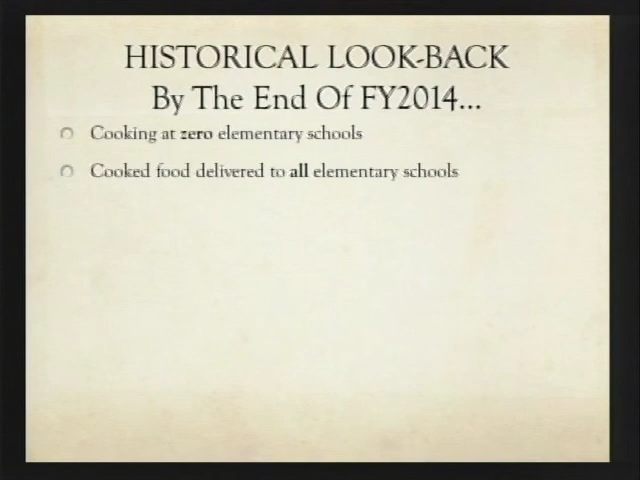 HISTORICAL LOOK-BACK
By The End Of FY2014...
Cooking at zero elementary schools
Cooked food delivered to all elementary schools